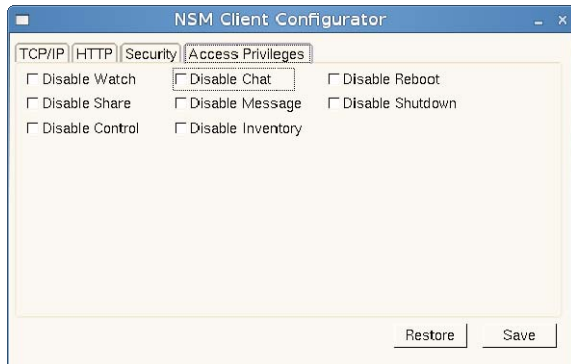 NSM Client Configurator
TCP/IP HTTP Security Access Privileges
Disable Watch Disable Chat Disable Reboot
Disable Share Disable Message Disable Shutdown
Disable Control Disable Inventory
Restore Save